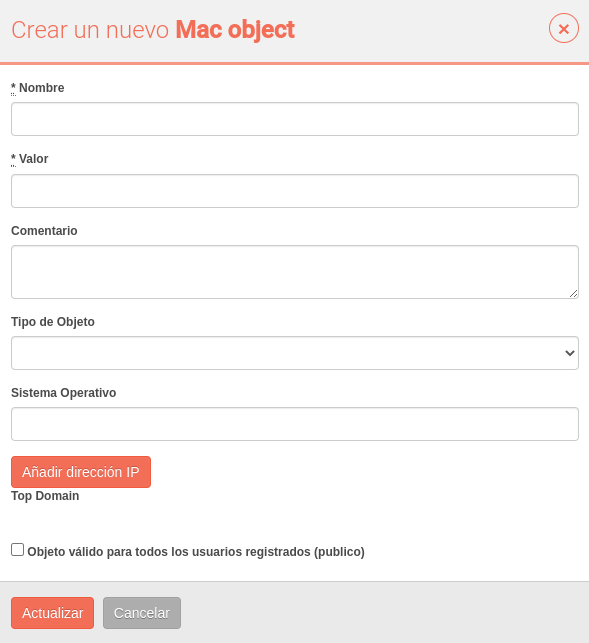 Crear un nuevo Mac object
* Nombre
* Valor
Comentario
Tipo de Objeto
Sistema Operativo
Añadir dirección IP
Top Domain
Objeto válido para todos los usuarios registrados (publico)
Actualizar Cancelar